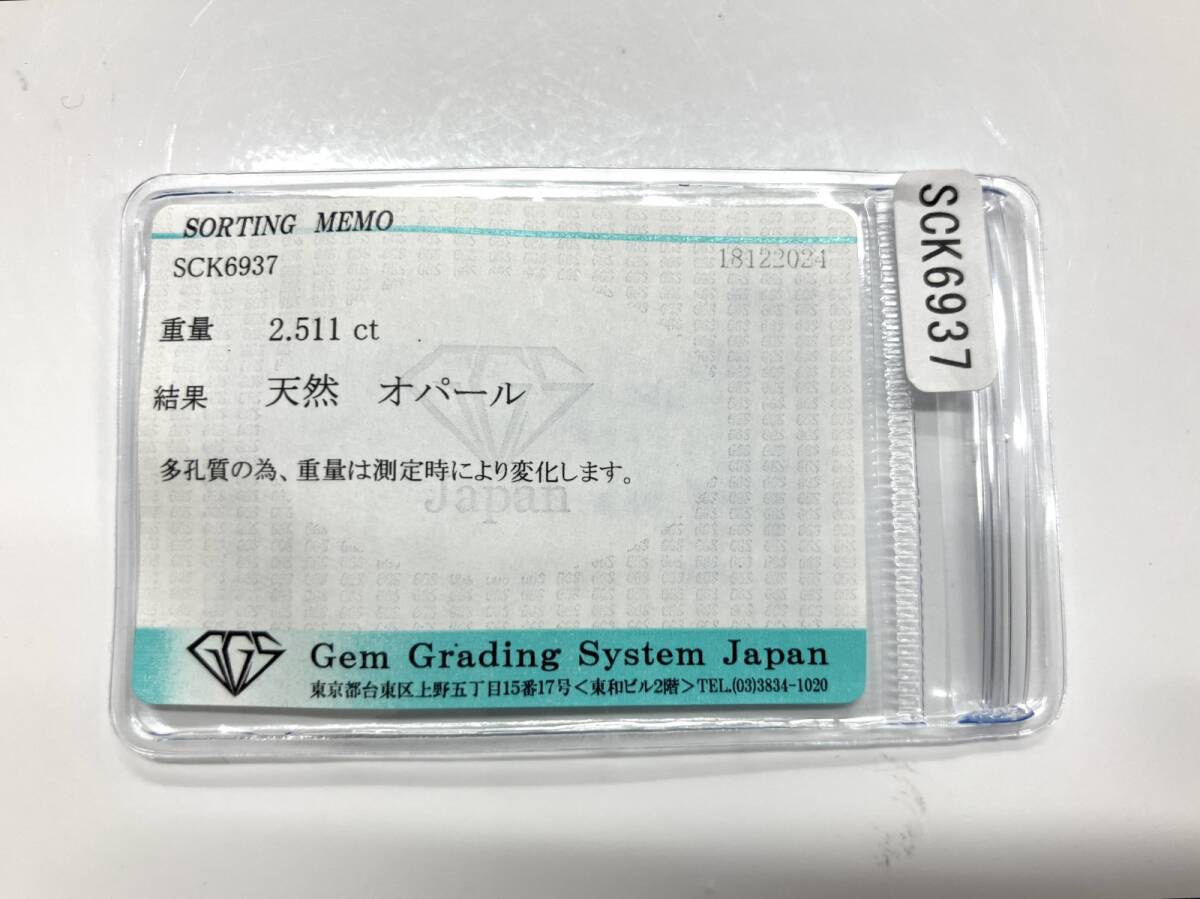 SORTING MEMO
SCK6937 18122024
重量 2.511 ct
結果 天然 オパール
多孔質の為、重量は測定時により変化します。
Japan
GGS Gem Grading System Japan
東京都台東区上野五丁目15番17号＜東和ビル2階＞TEL.(03)3834-1020
SCK6937